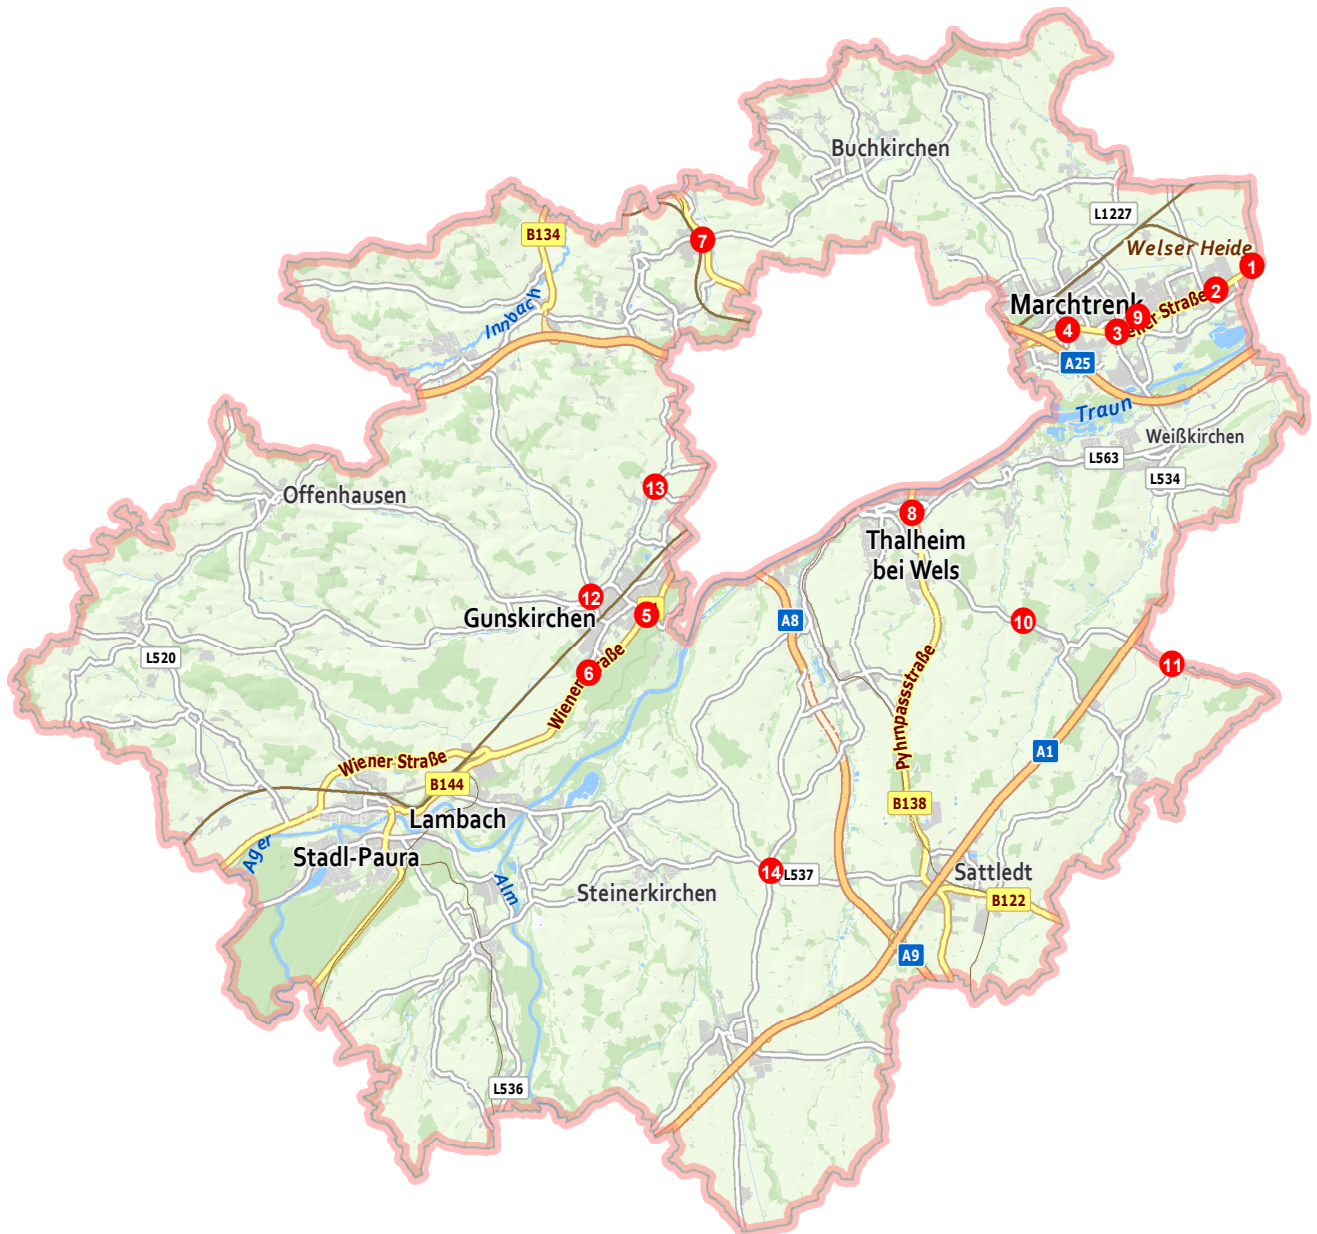 Buchkirchen
L1227
B134
7
Welser Heide
1
Innbach
2
Marchtrenk
9
Straße
4
3
A25
Traun
Weißkirchen
L563
L534
13
Offenhausen
8
Thalheim
bei Wels
12
5
Gunskirchen
A8
10
L520
11
6
Wiener Straße
Pyhrnpassstraße
A1
Wiener Straße
B144
B138
Lambach
Ager
Stadl-Paura
14
L537
Sattledt
Alm
Steinerkirchen
B122
A9
L536